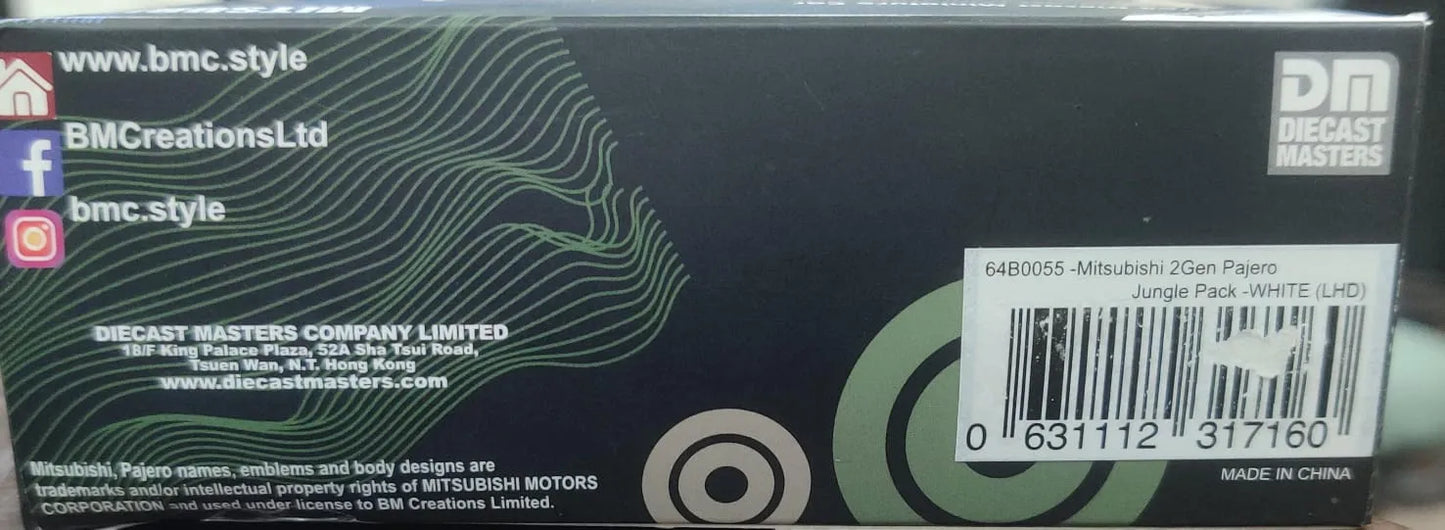 www.bmc.style
BMCreationsLtd
bmc.style
DM
DIECAST
MASTERS
64B0055 -Mitsubishi 2Gen Pajero
Jungle Pack -WHITE (LHD)
0 631112 317160
MADE IN CHINA
DIECAST MASTERS COMPANY LIMITED
18/F King Palace Plaza, 52A Sha Tsui Road,
Tsuen Wan, N.T. Hong Kong
www.diecastmasters.com
Mitsubishi, Pajero names, emblems and body designs are
trademarks and/or intellectual property rights of MITSUBISHI MOTORS
CORPORATION and used under license to BM Creations Limited.